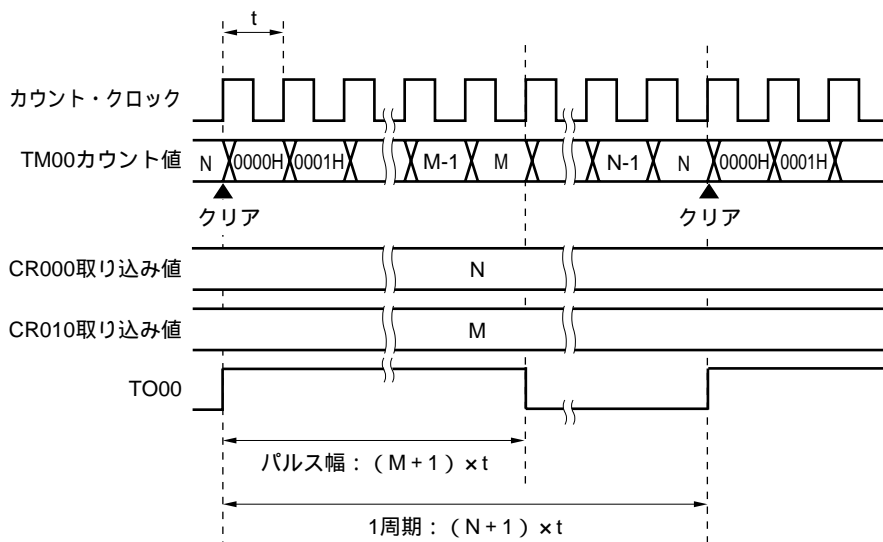 t
カウント・クロック
TM00カウント値 N 0000H 0001H M-1 M N-1 N 0000H 0001H
クリア クリア
CR000取り込み値 N
CR010取り込み値 M
TO00
パルス幅：（M+1）×t
1周期：（N+1）×t